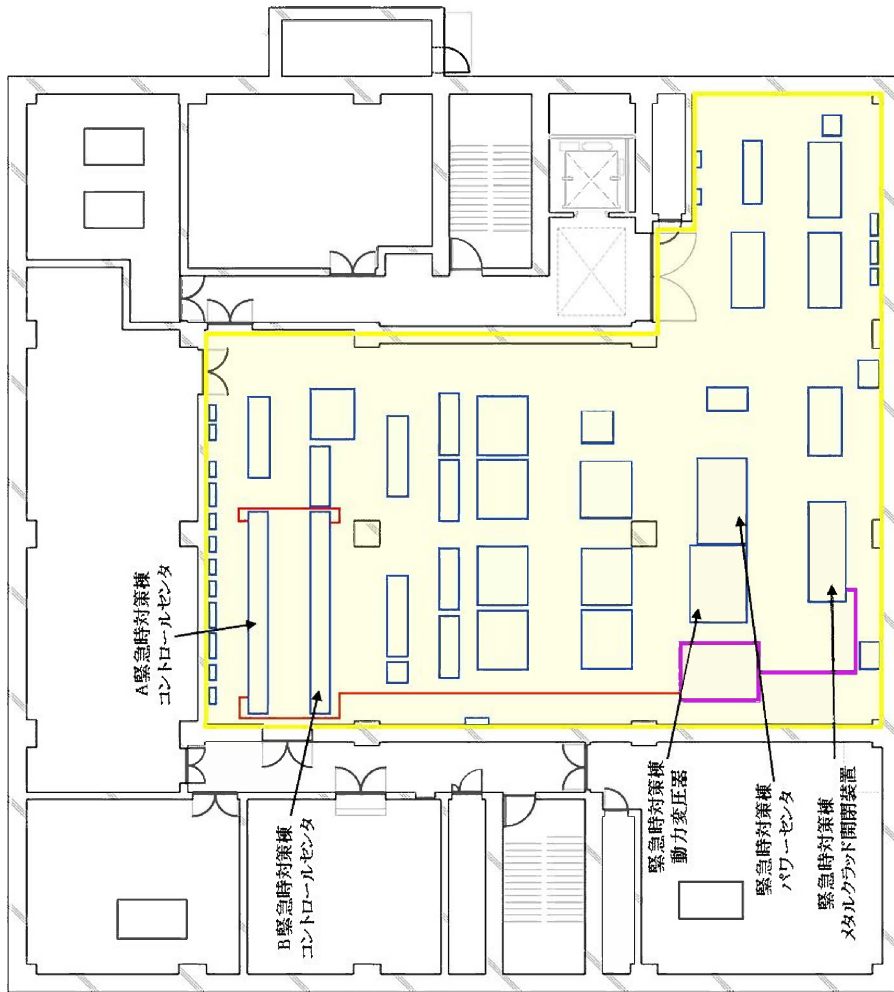 A緊急時対策棟
コントロールセンタ
B緊急時対策棟
コントロールセンタ
緊急時対策棟
動力変圧器
緊急時対策棟
パワーセンタ
緊急時対策棟
メタルクラッド開閉装置